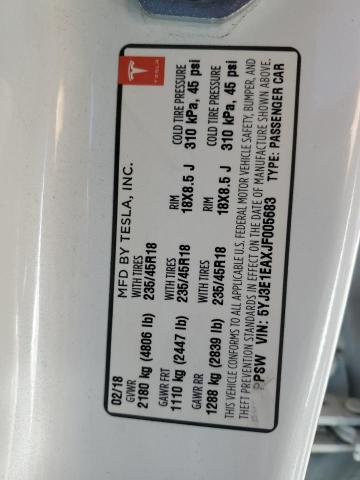 TESLA
02/18 MFD BY TESLA, INC.
GVWR WITH TIRES RIM COLD TIRE PRESSURE
2180 kg (4806 lb) 235/45R18 18X8.5 J 310 kPa, 45 psi
GAWR FRT WITH TIRES RIM COLD TIRE PRESSURE
1110 kg (2447 lb) 235/45R18 18X8.5 J 310 kPa, 45 psi
GAWR RR
1288 kg (2839 lb) 235/45R18 18X8.5 J
THIS VEHICLE CONFORMS TO ALL APPLICABLE U.S. FEDERAL MOTOR VEHICLE SAFETY, BUMPER, AND
THEFT PREVENTION STANDARDS IN EFFECT ON THE DATE OF MANUFACTURE SHOWN ABOVE.
PPSW VIN: 5YJ3E1EAXJF005683 TYPE: PASSENGER CAR